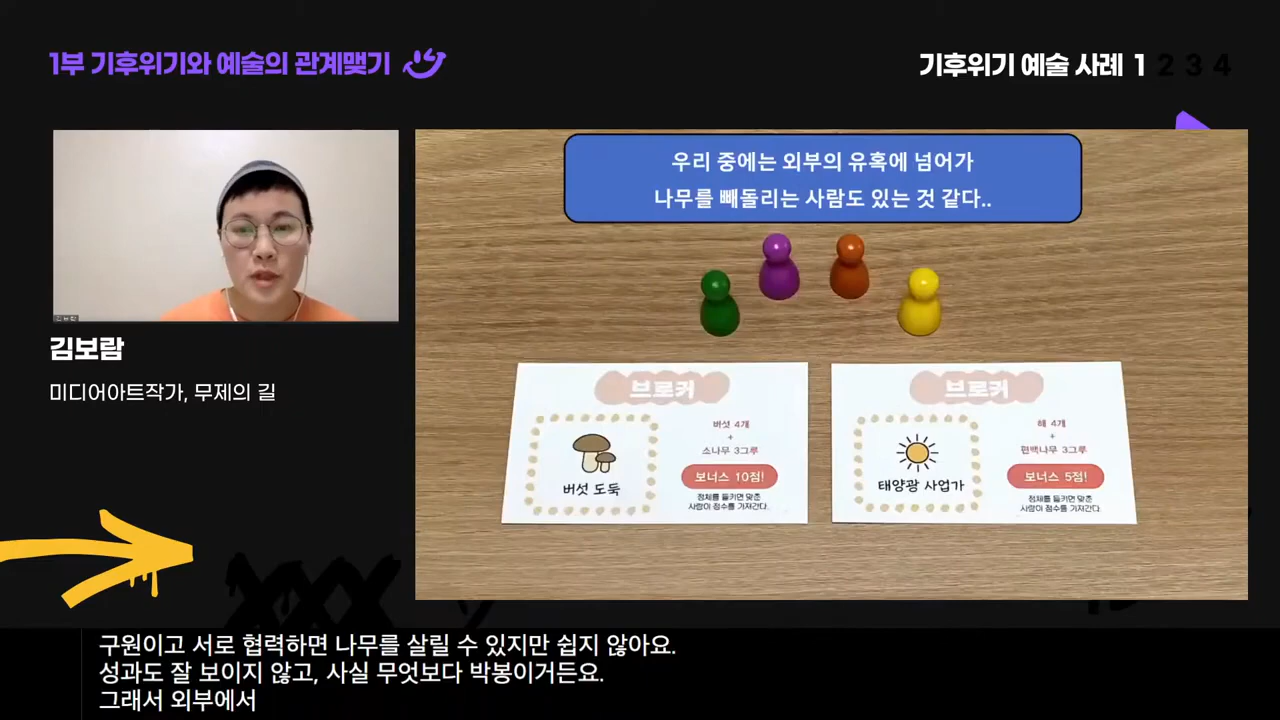 1부 기후위기와 예술의 관계맺기
기후위기 예술 사례 1 2 3 4
김보람
김보람
미디어아트작가, 무제의 길
우리 중에는 외부의 유혹에 넘어가
나무를 빼돌리는 사람도 있는 것 같다..
브로커
버섯 도둑
버섯 4개
+
소나무 3그루
보너스 10점!
정체를 들키면 맞춘
사람이 점수를 가져간다.
브로커
태양광 사업가
해 4개
+
편백나무 3그루
보너스 5점!
정체를 들키면 맞춘
사람이 점수를 가져간다.
구원이고 서로 협력하면 나무를 살릴 수 있지만 쉽지 않아요.
성과도 잘 보이지 않고, 사실 무엇보다 박봉이거든요.
그래서 외부에서